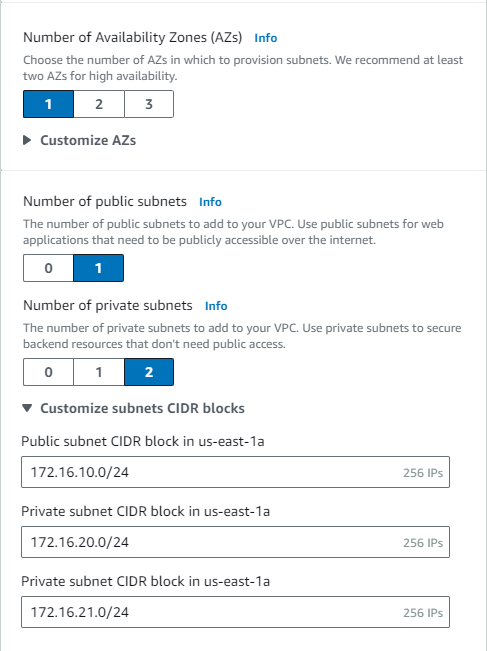 Number of Availability Zones (AZs) Info
Choose the number of AZs in which to provision subnets. We recommend at least
two AZs for high availability.
1 2 3
Customize AZs
Number of public subnets Info
The number of public subnets to add to your VPC. Use public subnets for web
applications that need to be publicly accessible over the internet.
0 1
Number of private subnets Info
The number of private subnets to add to your VPC. Use private subnets to secure
backend resources that don't need public access.
0 1 2
Customize subnets CIDR blocks
Public subnet CIDR block in us-east-1a
172.16.10.0/24 256 IPs
Private subnet CIDR block in us-east-1a
172.16.20.0/24 256 IPs
Private subnet CIDR block in us-east-1a
172.16.21.0/24 256 IPs